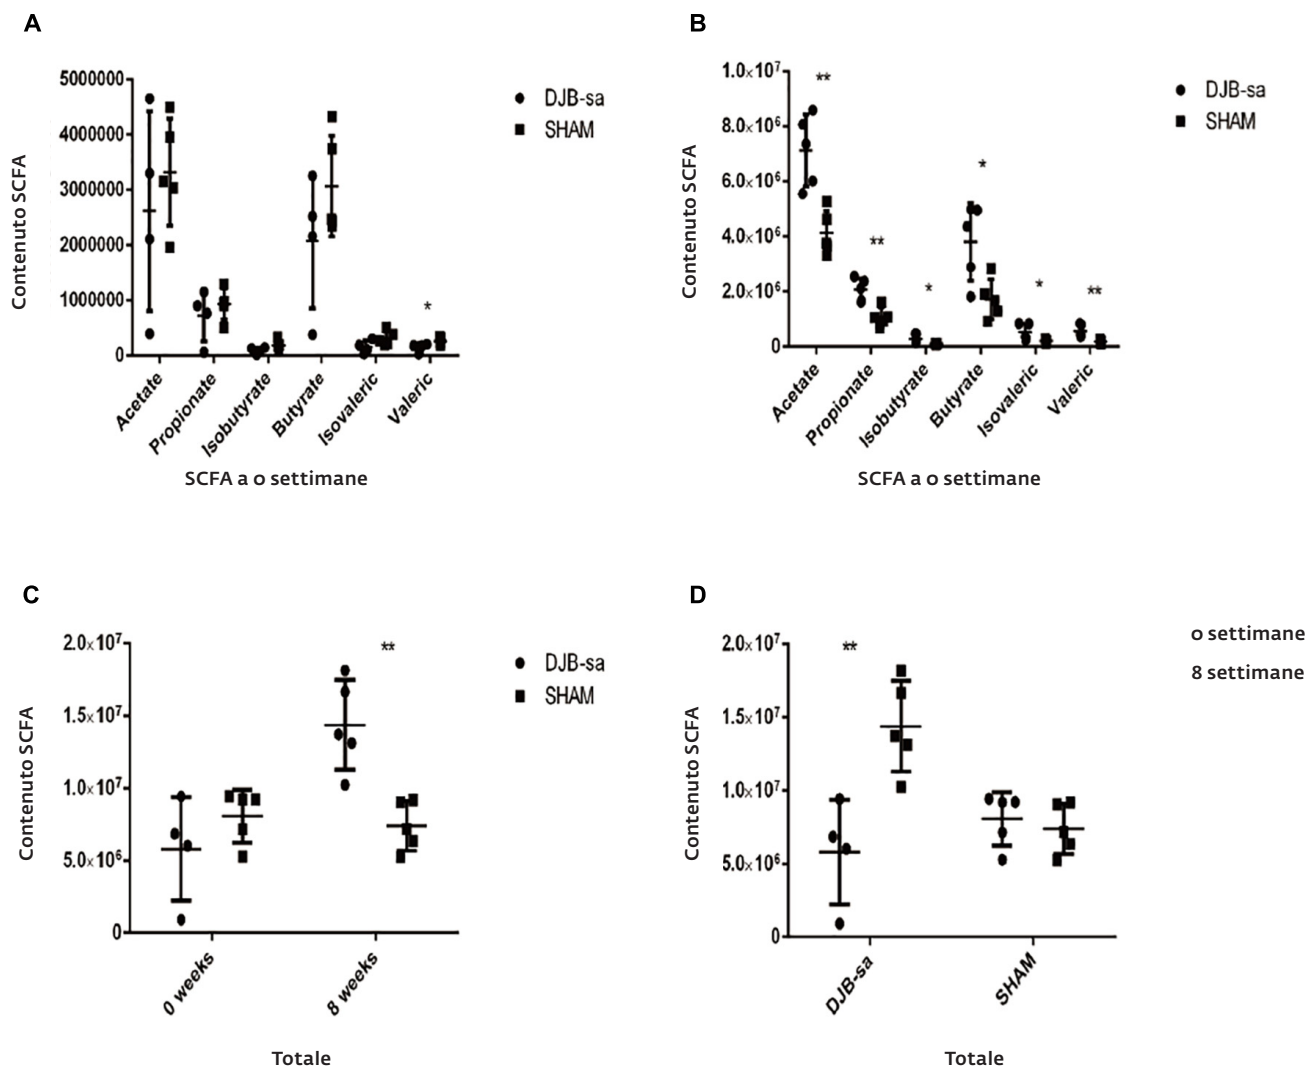 A
Contenuto SCFA
5000000
4000000
3000000
2000000
1000000
0
*
DJB-sa
SHAM
Acetate
Propionate
Isobutyrate
Butyrate
Isovaleric
Valeric
SCFA a 0 settimane
B
Contenuto SCFA
1.0×10⁷
8.0×10⁶
6.0×10⁶
4.0×10⁶
2.0×10⁶
0
**
**
*
*
*
**
DJB-sa
SHAM
Acetate
Propionate
Isobutyrate
Butyrate
Isovaleric
Valeric
SCFA a 0 settimane
C
Contenuto SCFA
2.0×10⁷
1.5×10⁷
1.0×10⁷
5.0×10⁶
0
**
DJB-sa
SHAM
0 weeks
8 weeks
Totale
D
Contenuto SCFA
2.0×10⁷
1.5×10⁷
1.0×10⁷
5.0×10⁶
0
**
0 settimane
8 settimane
DJB-sa
SHAM
Totale